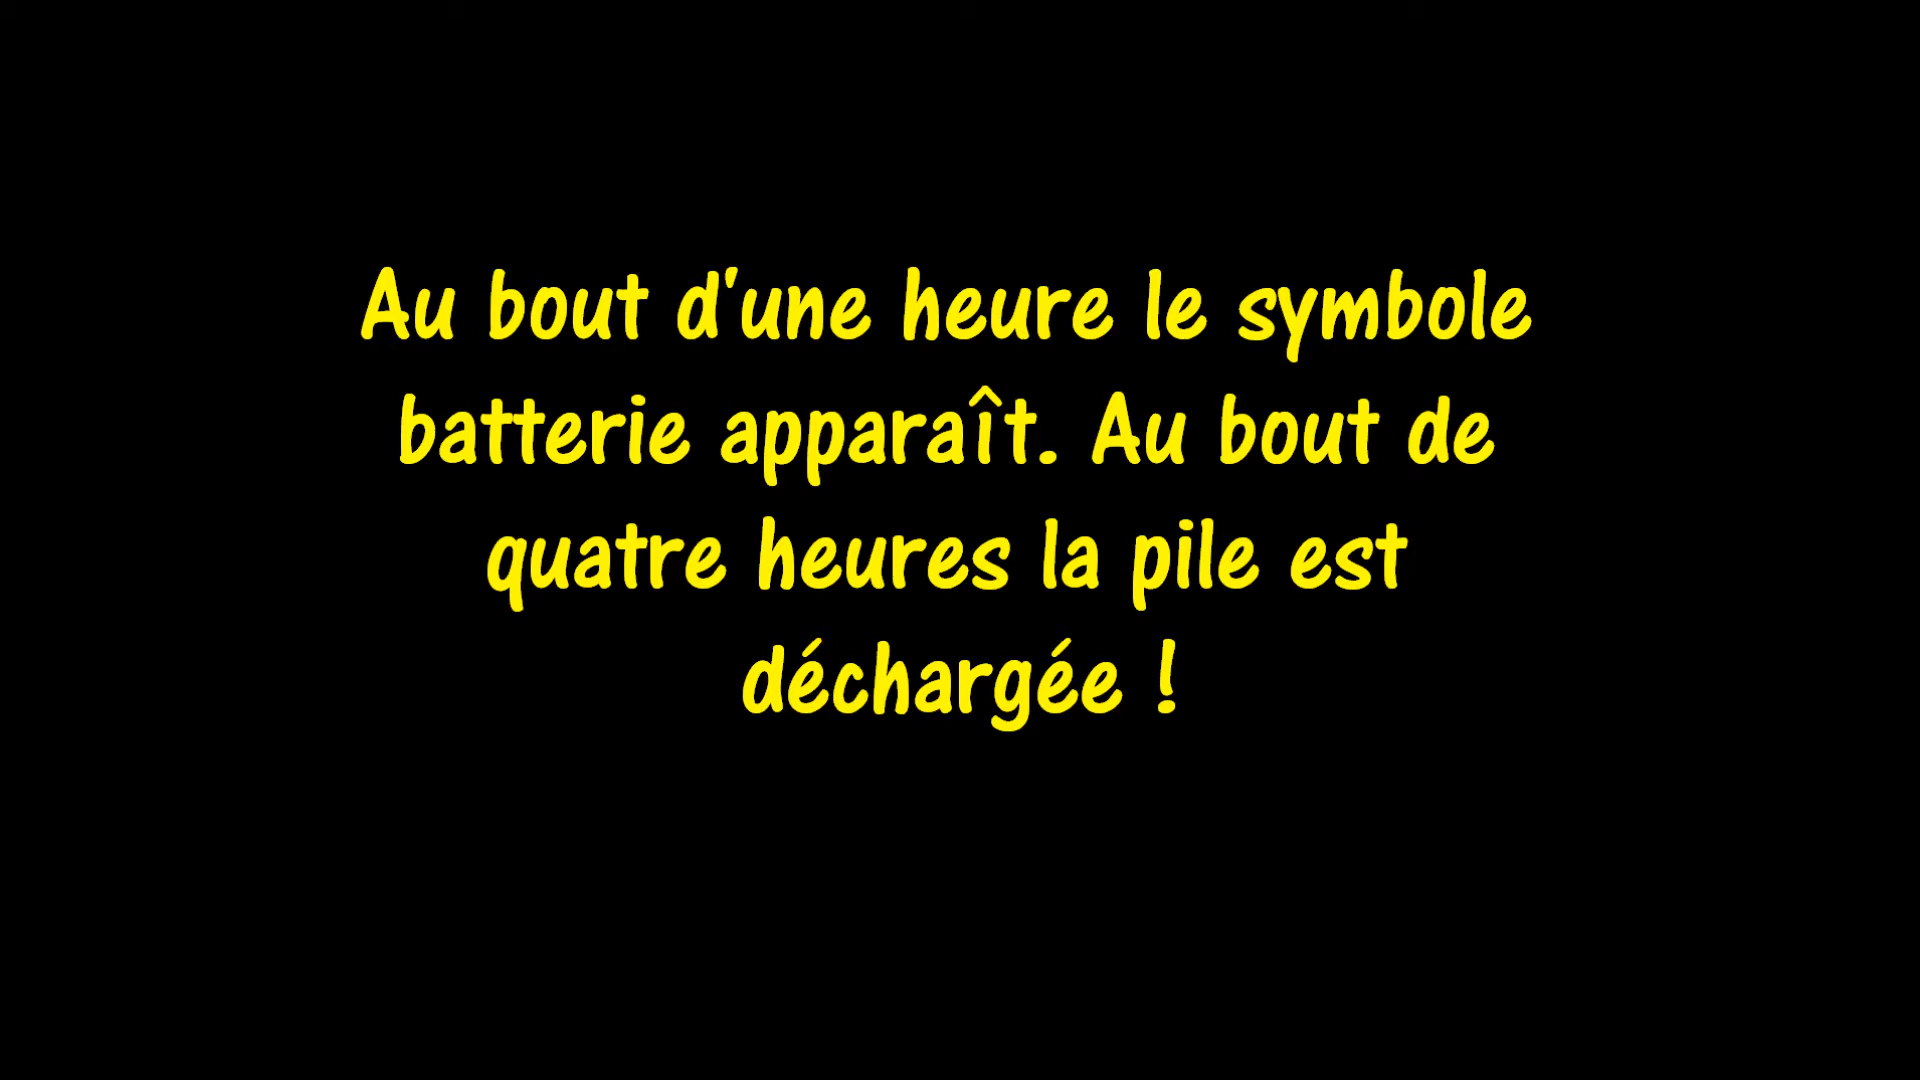 Au bout d'une heure le symbole
batterie apparaît. Au bout de
quatre heures la pile est
déchargée !